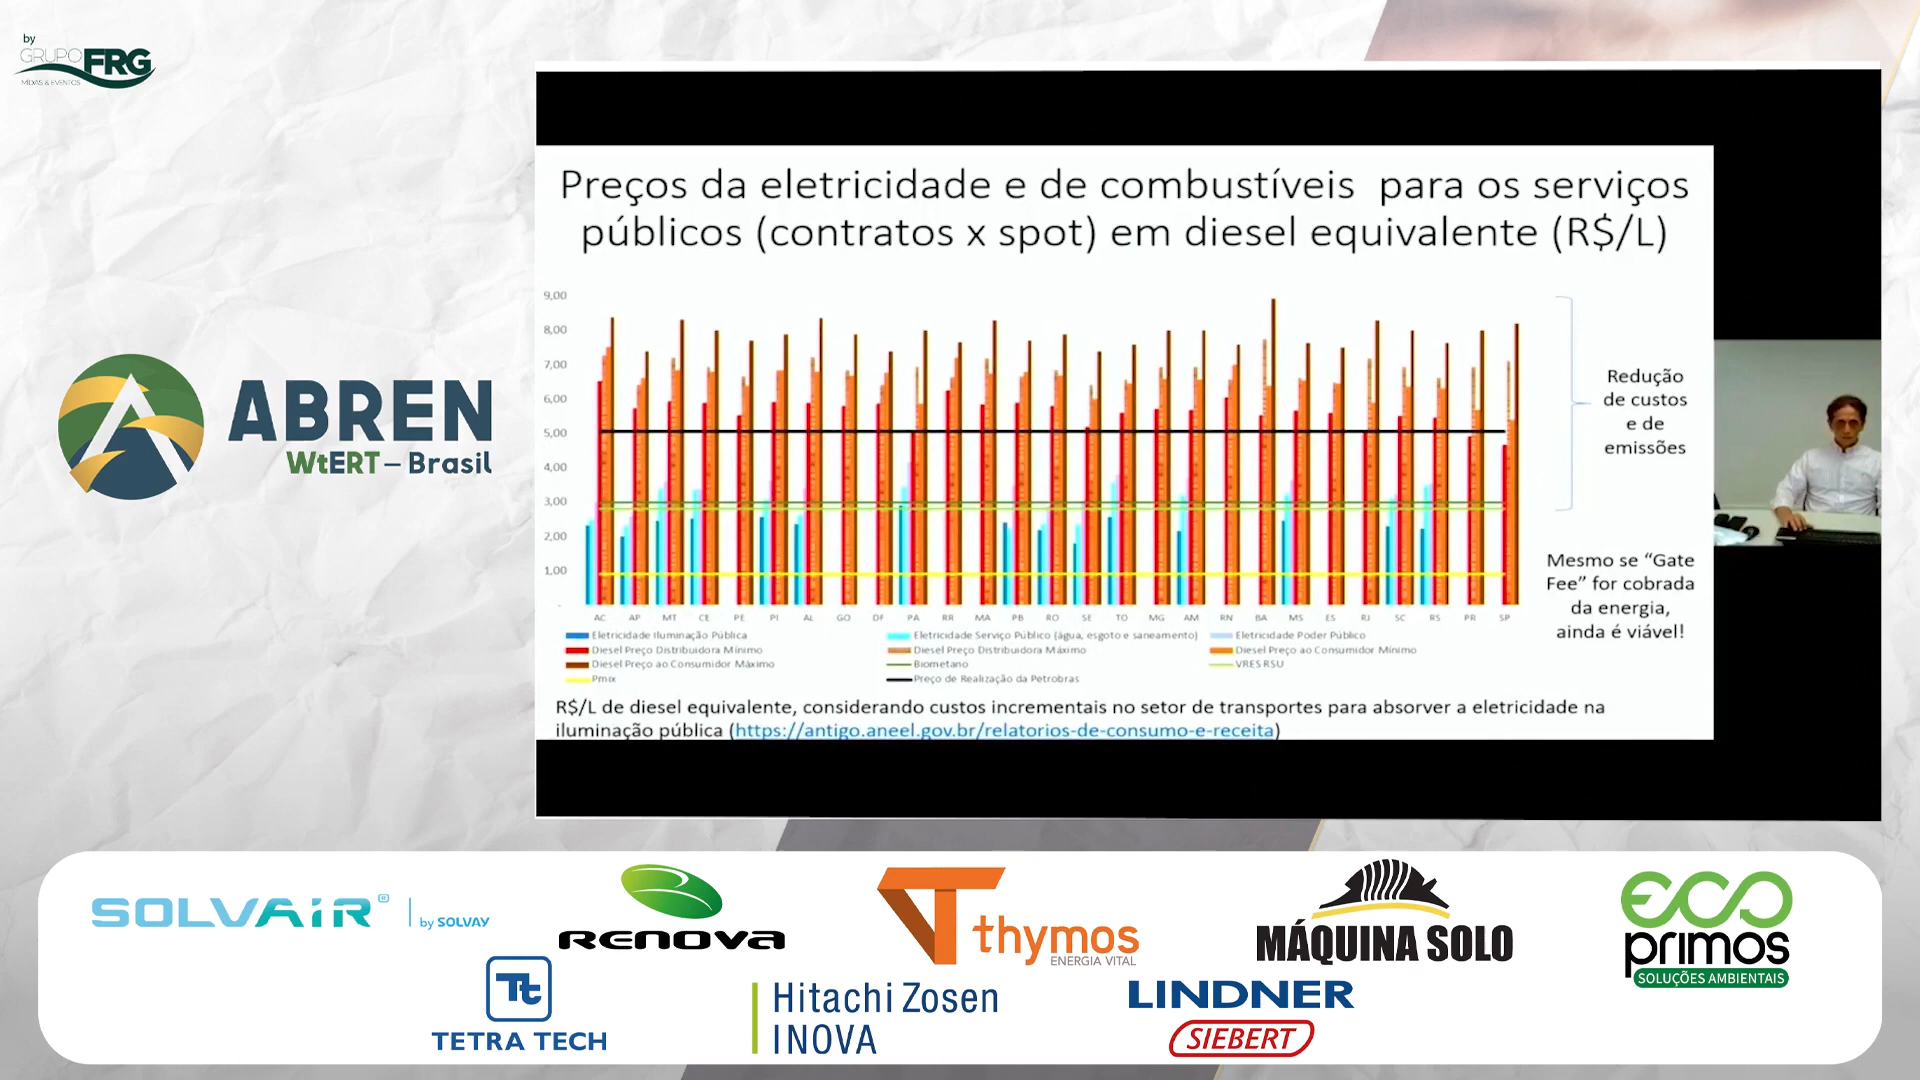 by
GRUPO FRG
MÍDIAS & EVENTOS
ABREN
WtERT – Brasil
Preços da eletricidade e de combustíveis para os serviços
públicos (contratos x spot) em diesel equivalente (R$/L)
9,00
8,00
7,00
6,00
5,00
4,00
3,00
2,00
1,00
-
AC AP MT CE PE PI AL GO DF PA RR MA PB RO SE TO MG AM RN BA MS ES RJ SC RS PR SP
Eletricidade Iluminação Pública
Eletricidade Serviço Público (água, esgoto e saneamento)
Eletricidade Poder Público
Diesel Preço Distribuidora Mínimo
Diesel Preço Distribuidora Máximo
Diesel Preço ao Consumidor Mínimo
Diesel Preço ao Consumidor Máximo
Biometano
VRES RSU
Pmix
Preço de Realização da Petrobras
Redução
de custos
e de
emissões
Mesmo se “Gate
Fee” for cobrada
da energia,
ainda é viável!
R$/L de diesel equivalente, considerando custos incrementais no setor de transportes para absorver a eletricidade na
iluminação pública (https://antigo.aneel.gov.br/relatorios-de-consumo-e-receita)
SOLVAIR® | by SOLVAY
RENOVA
thymos
ENERGIA VITAL
MÁQUINA SOLO
ECO
primos
SOLUÇÕES AMBIENTAIS
Tt
TETRA TECH
Hitachi Zosen
INOVA
LINDNER
SIEBERT